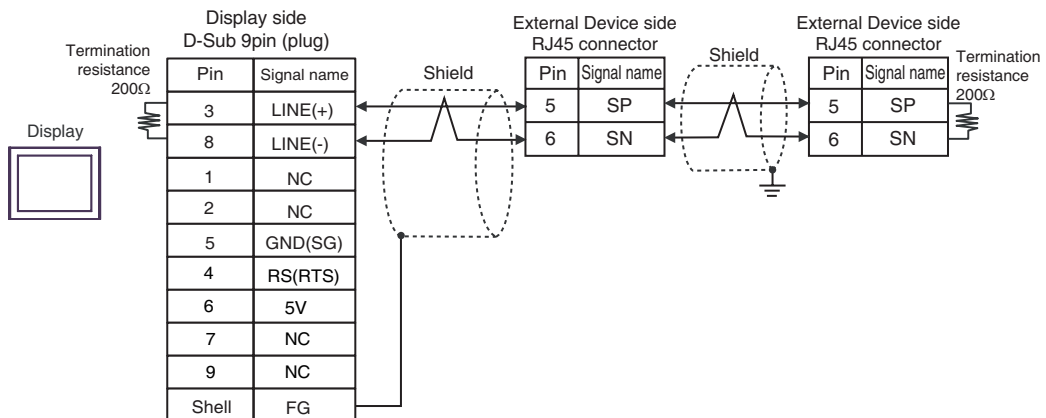 Display side
D-Sub 9pin (plug)
External Device side
RJ45 connector
External Device side
RJ45 connector
Termination
resistance
200Ω
Display
Pin Signal name
3 LINE(+)
8 LINE(-)
1 NC
2 NC
5 GND(SG)
4 RS(RTS)
6 5V
7 NC
9 NC
Shell FG
Shield
Pin Signal name
5 SP
6 SN
Shield
Pin Signal name
5 SP
6 SN
Termination
resistance
200Ω